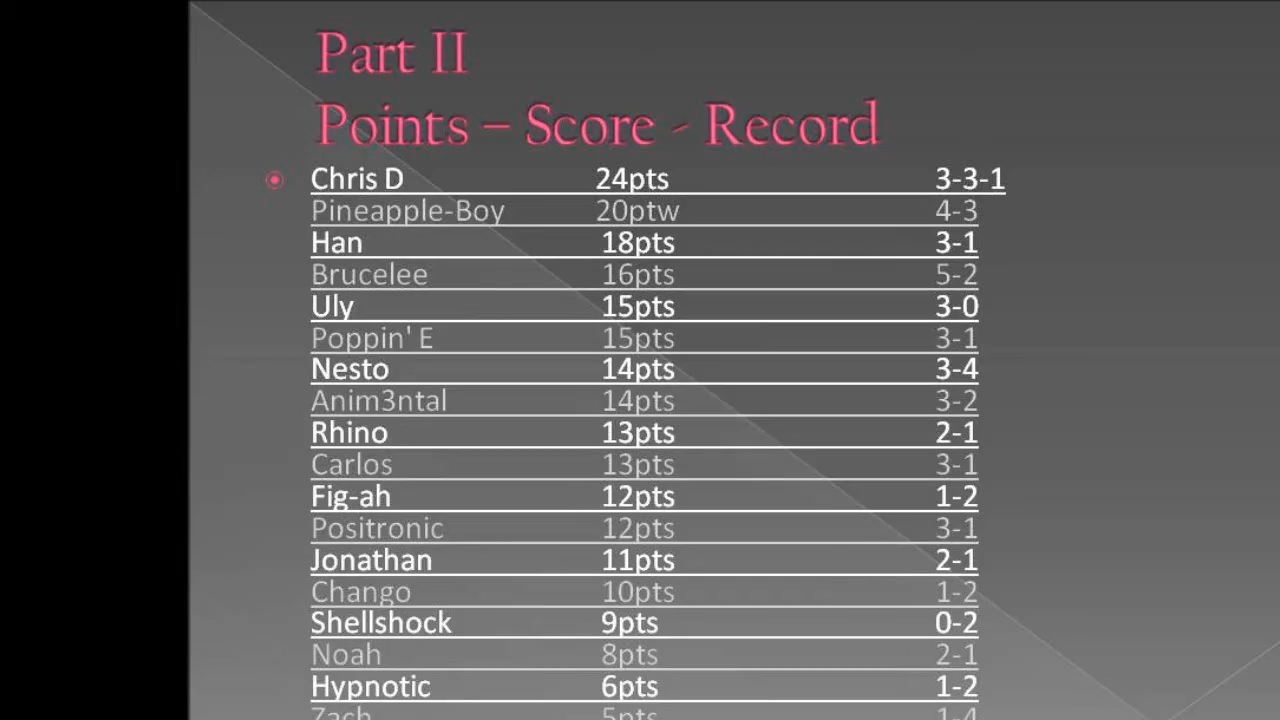 Part II
Points – Score - Record
Chris D 24pts 3-3-1
Pineapple-Boy 20ptw 4-3
Han 18pts 3-1
Brucelee 16pts 5-2
Uly 15pts 3-0
Poppin' E 15pts 3-1
Nesto 14pts 3-4
Anim3ntal 14pts 3-2
Rhino 13pts 2-1
Carlos 13pts 3-1
Fig-ah 12pts 1-2
Positronic 12pts 3-1
Jonathan 11pts 2-1
Chango 10pts 1-2
Shellshock 9pts 0-2
Noah 8pts 2-1
Hypnotic 6pts 1-2
Zach 5pts 1-4